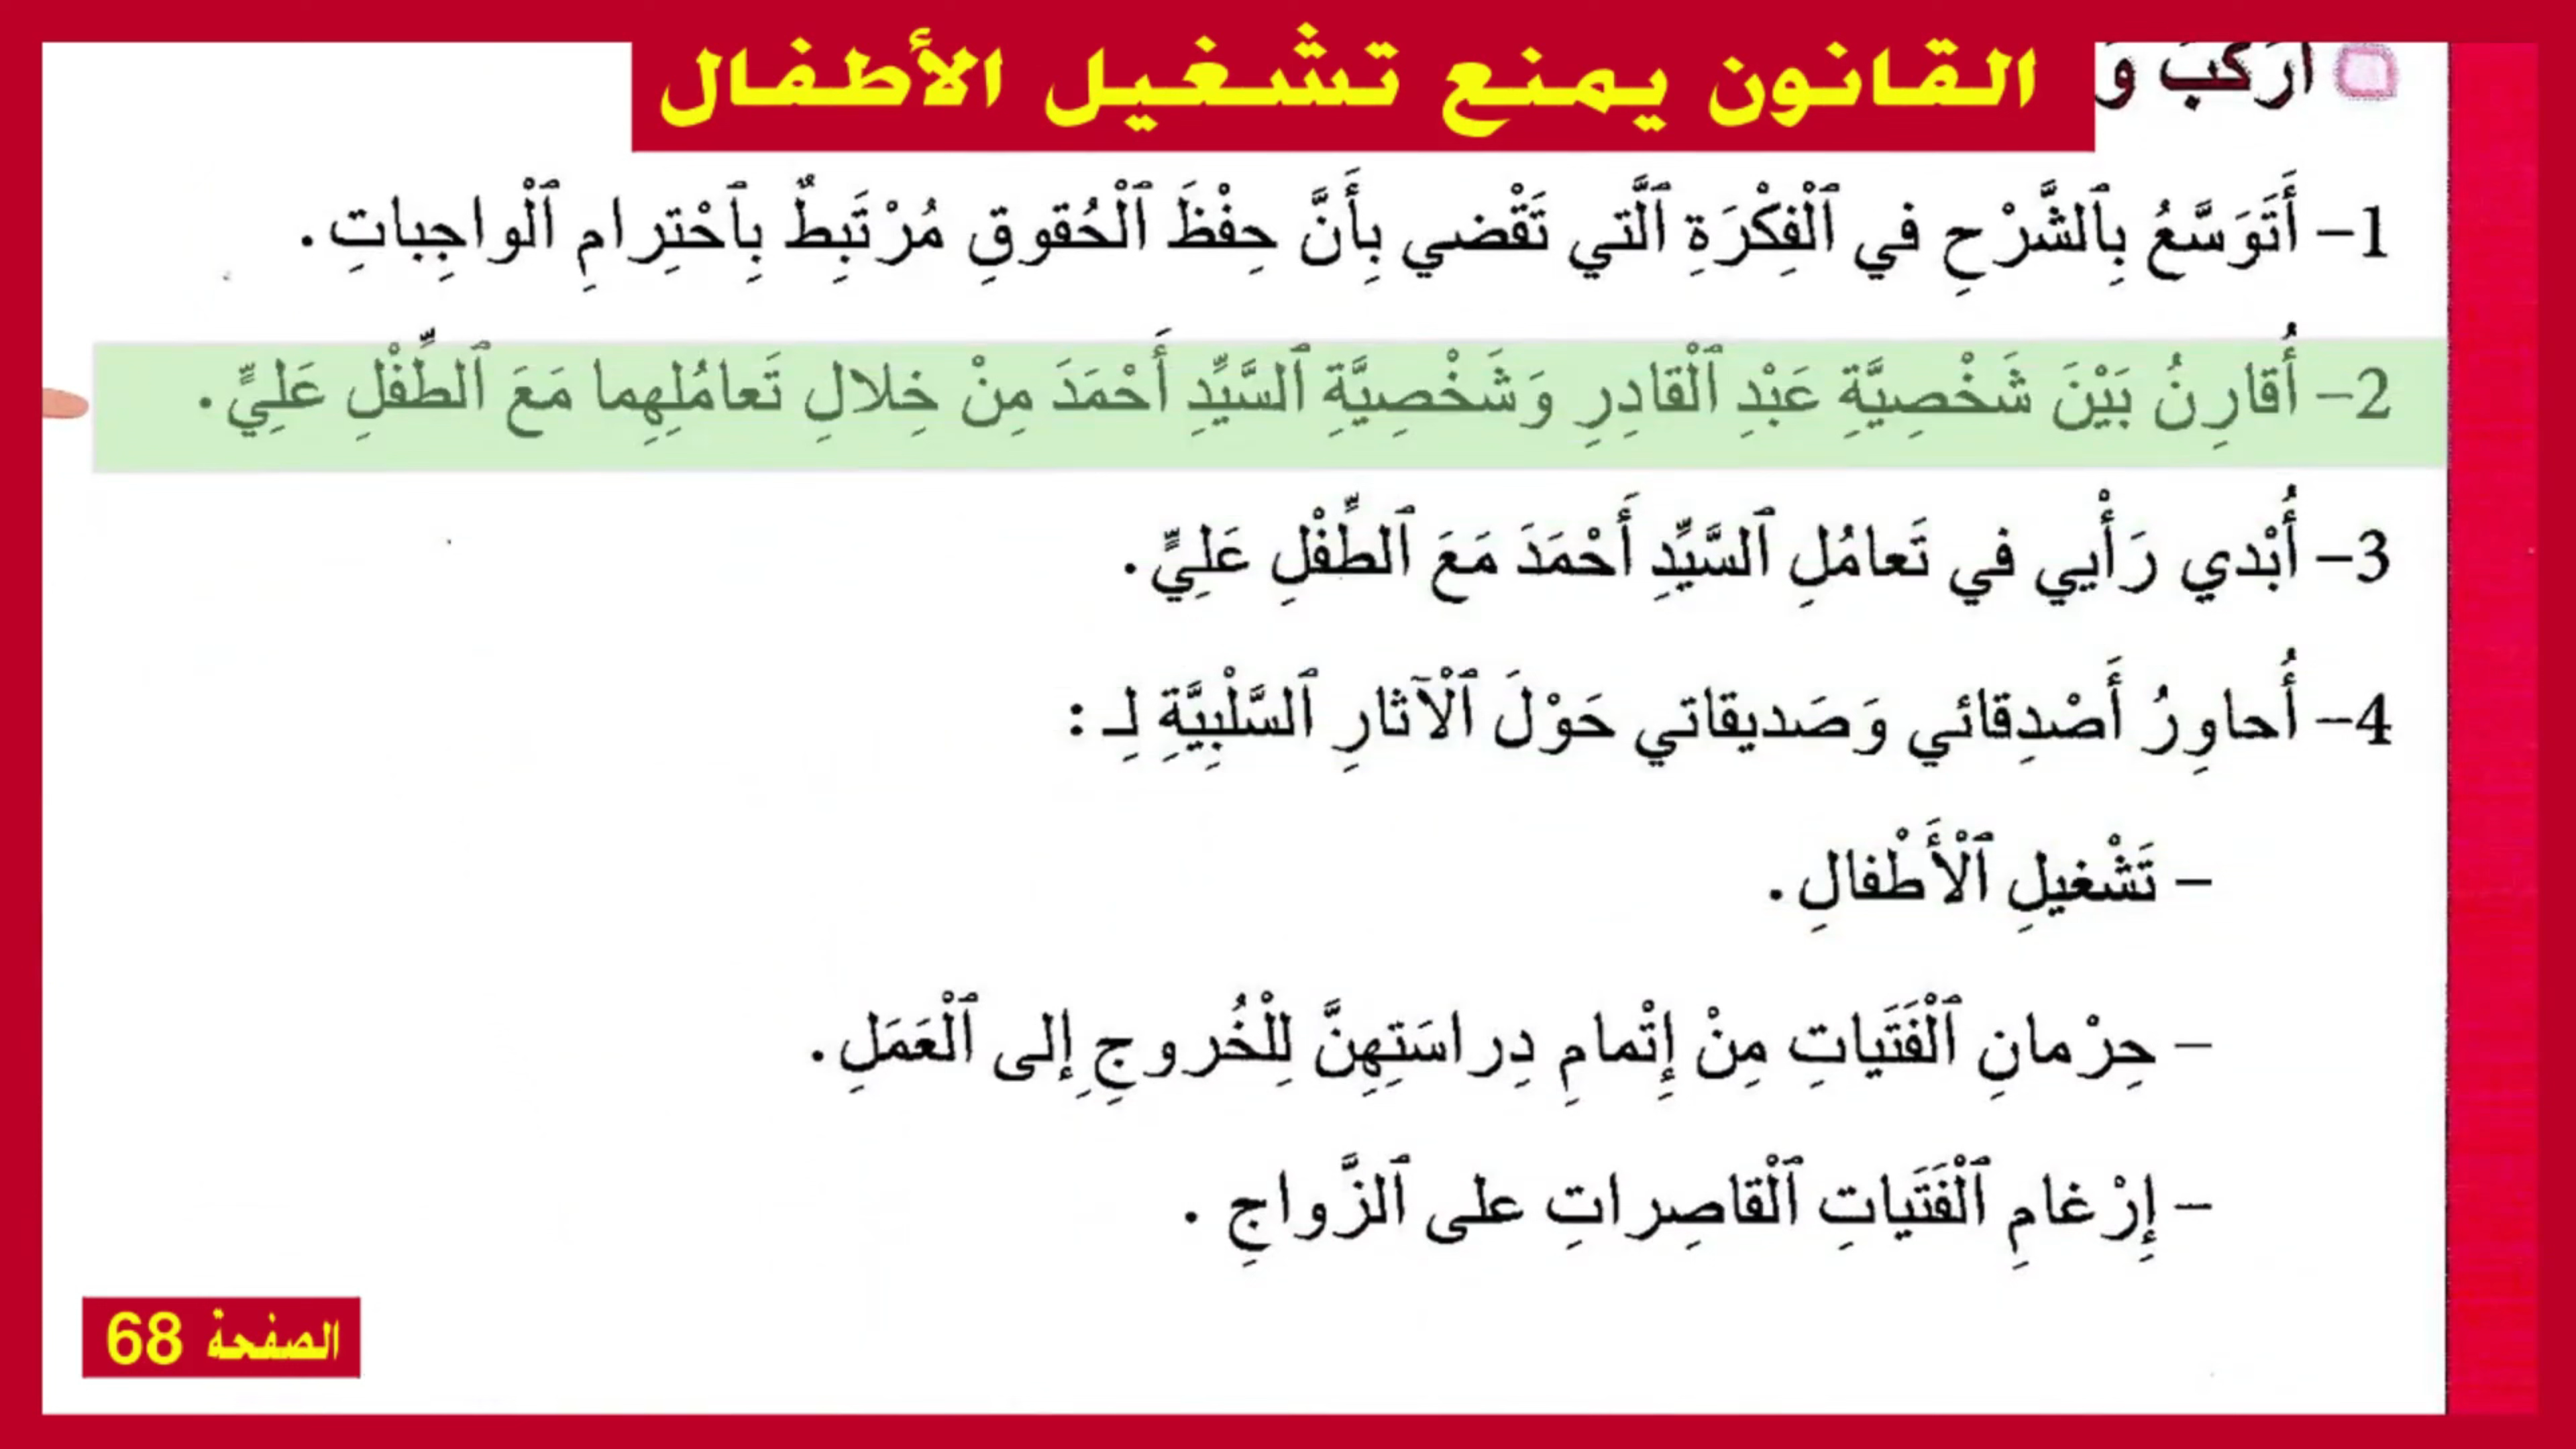 القانون يمنع تشغيل الأطفال
أركب و
1- أَتَوَسَّعُ بِٱلشَّرْحِ في ٱلْفِكْرَةِ ٱلَّتي تَقْضي بِأَنَّ حِفْظَ ٱلْحُقوقِ مُرْتَبِطٌ بِٱحْتِرامِ ٱلْواجِباتِ.
2- أُقارِنُ بَيْنَ شَخْصِيَّةِ عَبْدِ ٱلْقادِرِ وَشَخْصِيَّةِ ٱلسَّيِّدِ أَحْمَدَ مِنْ خِلالِ تَعامُلِهِما مَعَ ٱلطِّفْلِ عَلِيٍّ.
3- أُبْدي رَأْيي في تَعامُلِ ٱلسَّيِّدِ أَحْمَدَ مَعَ ٱلطِّفْلِ عَلِيٍّ.
4- أُحاوِرُ أَصْدِقائي وَصَديقاتي حَوْلَ ٱلْآثارِ ٱلسَّلْبِيَّةِ لِـ :
- تَشْغيلِ ٱلْأَطْفالِ.
- حِرْمانِ ٱلْفَتَياتِ مِنْ إِتْمامِ دِراسَتِهِنَّ لِلْخُروجِ إِلى ٱلْعَمَلِ.
- إِرْغامِ ٱلْفَتَياتِ ٱلْقاصِراتِ على ٱلزَّواجِ .
الصفحة 68